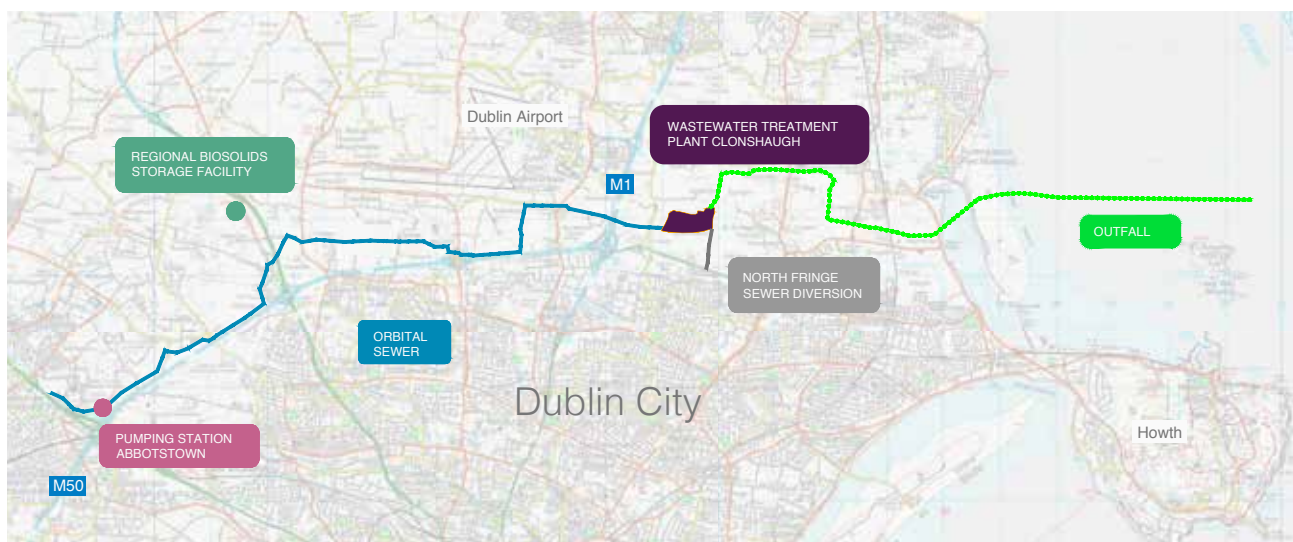 Dublin Airport
WASTEWATER TREATMENT
PLANT CLONSHAUGH
REGIONAL BIOSOLIDS
STORAGE FACILITY
M1
OUTFALL
NORTH FRINGE
SEWER DIVERSION
ORBITAL
SEWER
Dublin City
Howth
PUMPING STATION
ABBOTSTOWN
M50